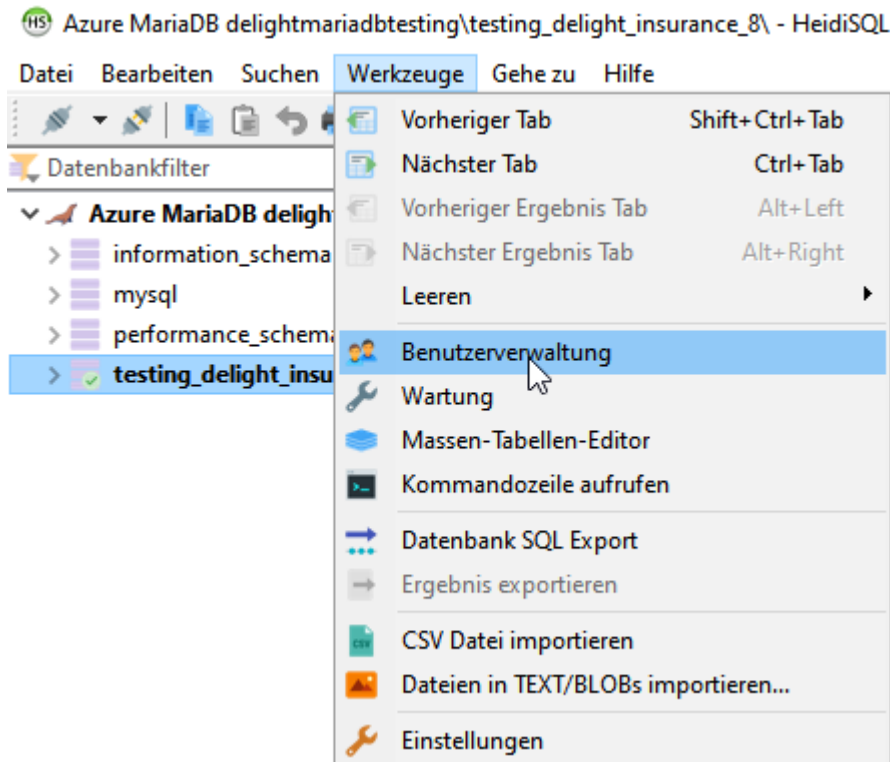 HS Azure MariaDB delightmariadbtesting\testing_delight_insurance_8\ - HeidiSQL
Datei Bearbeiten Suchen Werkzeuge Gehe zu Hilfe
Datenbankfilter
Azure MariaDB deligh
information_schema
mysql
performance_schema
testing_delight_insu
Vorheriger Tab Shift+Ctrl+Tab
Nächster Tab Ctrl+Tab
Vorheriger Ergebnis Tab Alt+Left
Nächster Ergebnis Tab Alt+Right
Leeren
Benutzerverwaltung
Wartung
Massen-Tabellen-Editor
Kommandozeile aufrufen
Datenbank SQL Export
Ergebnis exportieren
CSV CSV Datei importieren
Dateien in TEXT/BLOBs importieren...
Einstellungen